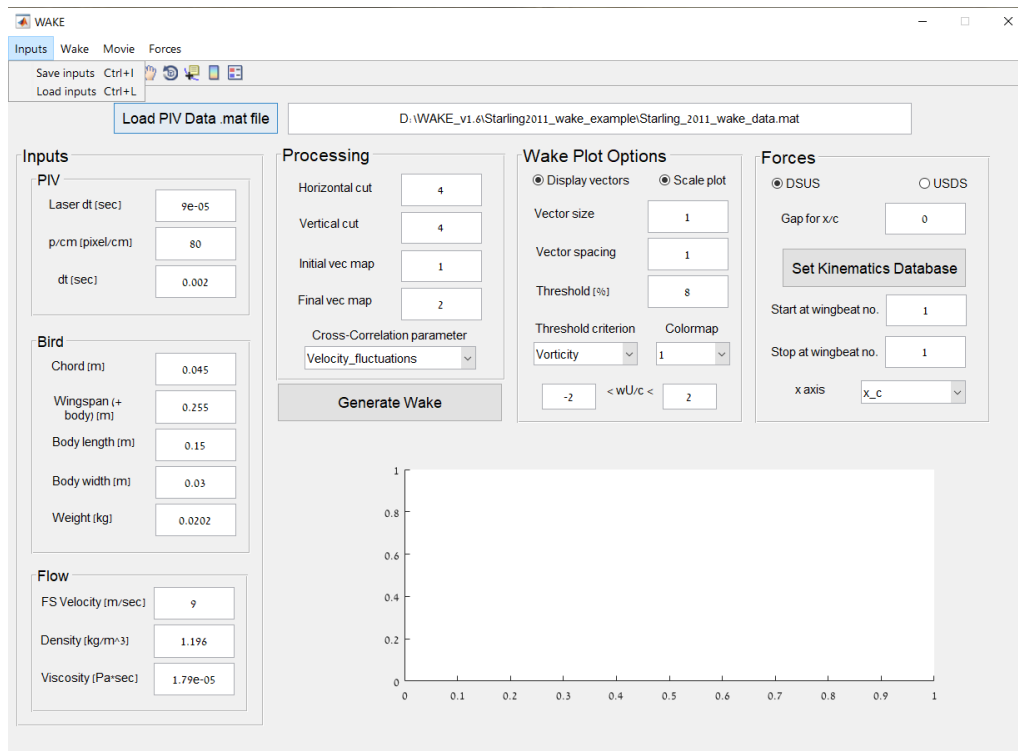 WAKE
Inputs Wake Movie Forces
Save inputs Ctrl+I
Load inputs Ctrl+L
Load PIV Data .mat file
D:\WAKE_v1.6\Starling2011_wake_example\Starling_2011_wake_data.mat
Inputs
PIV
Laser dt [sec] 9e-05
p/cm [pixel/cm] 80
dt [sec] 0.002
Bird
Chord [m] 0.045
Wingspan (+
body) [m] 0.255
Body length [m] 0.15
Body width [m] 0.03
Weight [kg] 0.0202
Flow
FS Velocity [m/sec] 9
Density [kg/m^3] 1.196
Viscosity [Pa*sec] 1.79e-05
Processing
Horizontal cut 4
Vertical cut 4
Initial vec map 1
Final vec map 2
Cross-Correlation parameter
Velocity_fluctuations
Generate Wake
Wake Plot Options
Display vectors Scale plot
Vector size 1
Vector spacing 1
Threshold [%] 8
Threshold criterion Colormap
Vorticity 1
-2 < wU/c < 2
Forces
DSUS USDS
Gap for x/c 0
Set Kinematics Database
Start at wingbeat no. 1
Stop at wingbeat no. 1
x axis x_c
1
0.8
0.6
0.4
0.2
0
0 0.1 0.2 0.3 0.4 0.5 0.6 0.7 0.8 0.9 1